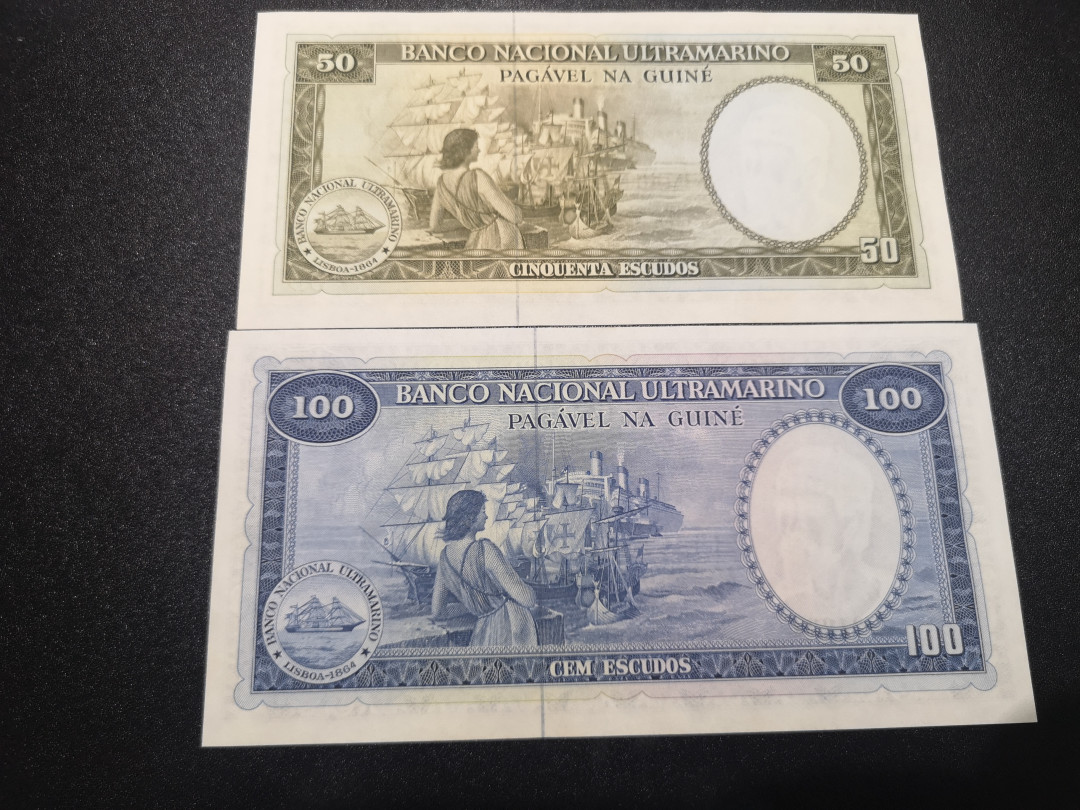 50
BANCO NACIONAL ULTRAMARINO
50
PAGÁVEL NA GUINÉ
BANCO NACIONAL ULTRAMARINO
LISBOA-1864
50
CINQUENTA ESCUDOS
100
BANCO NACIONAL ULTRAMARINO
100
PAGÁVEL NA GUINÉ
BANCO NACIONAL ULTRAMARINO
LISBOA-1864
100
CEM ESCUDOS